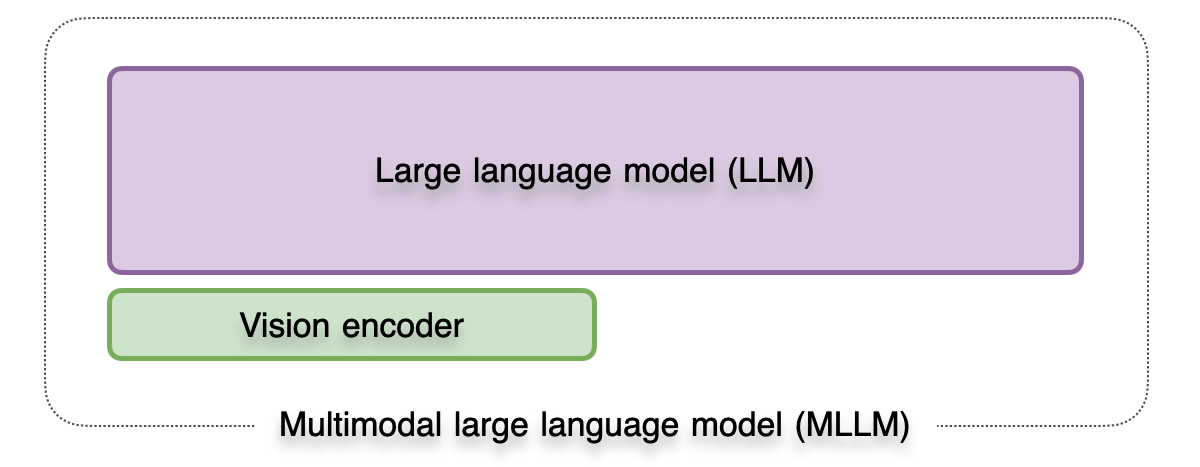 Large language model (LLM)
Vision encoder
Multimodal large language model (MLLM)